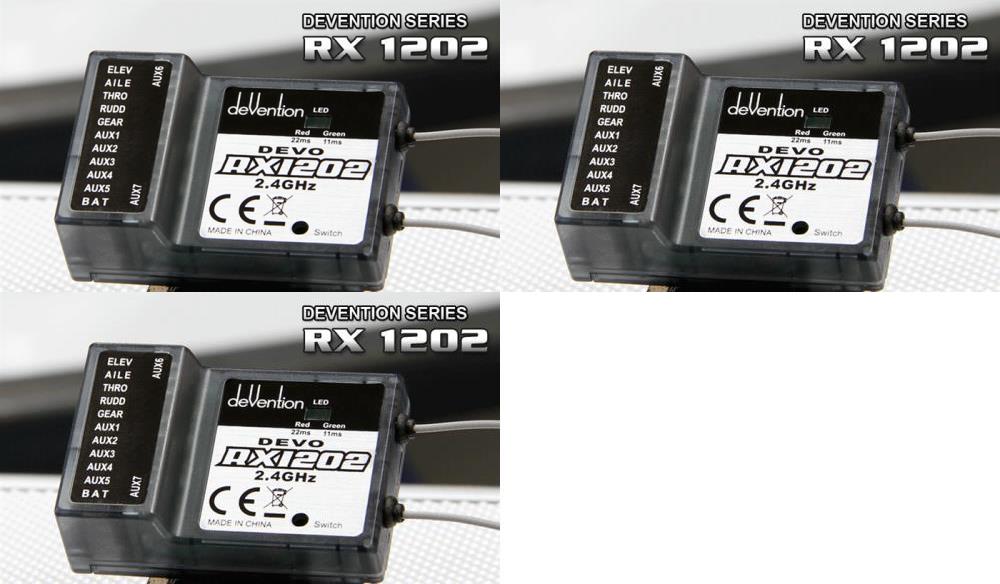 DEVENTION SERIES
RX 1202
ELEV
AILE
THRO
RUDD
GEAR
AUX1
AUX2
AUX3
AUX4
AUX5
BAT
AUX6
AUX7
deVention
LED
Red Green
22ms 11ms
DEVO
RX1202
2.4GHz
CE
MADE IN CHINA
Switch
DEVENTION SERIES
RX 1202
ELEV
AILE
THRO
RUDD
GEAR
AUX1
AUX2
AUX3
AUX4
AUX5
BAT
AUX6
AUX7
deVention
LED
Red Green
22ms 11ms
DEVO
RX1202
2.4GHz
CE
MADE IN CHINA
Switch
DEVENTION SERIES
RX 1202
ELEV
AILE
THRO
RUDD
GEAR
AUX1
AUX2
AUX3
AUX4
AUX5
BAT
AUX6
AUX7
deVention
LED
Red Green
22ms 11ms
DEVO
RX1202
2.4GHz
CE
MADE IN CHINA
Switch